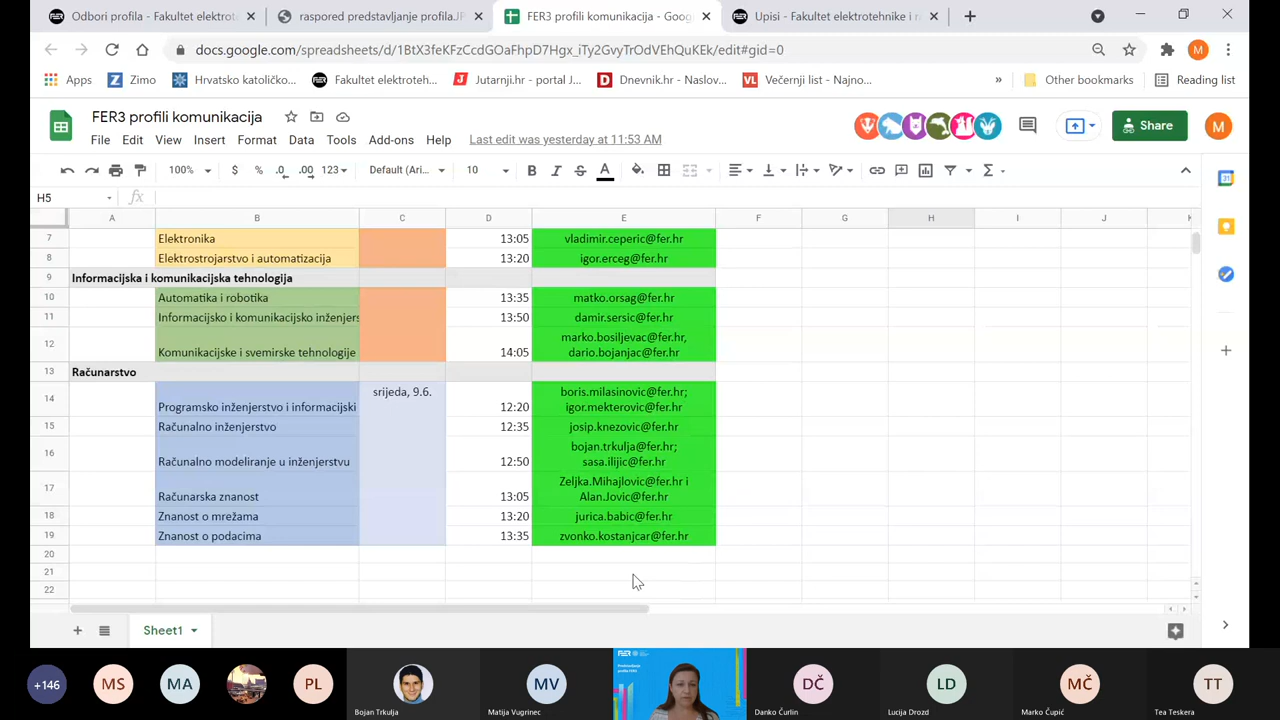 Odbori profila - Fakultet elektrot
raspored predstavljanje profila.JP
FER3 profili komunikacija - Goo
Upisi - Fakultet elektrotehnike i r
docs.google.com/spreadsheets/d/1BtX3feKFzCcdGOaFhpD7Hgx_iTy2GvyTrOdVEhQuKEk/edit#gid=0
Apps
Zimo
Hrvatsko katoličko...
Fakultet elektroteh...
Jutarnji.hr - portal J...
Dnevnik.hr - Naslov...
Večernji list - Najno...
»
Other bookmarks
Reading list
FER3 profili komunikacija
File Edit View Insert Format Data Tools Add-ons Help
Last edit was yesterday at 11:53 AM
Share
M
100% $ % .0 .00 123 Default (Ari... 10 B I S A
H5 fx
A B C D E F G H I J K
7 Elektronika 13:05 vladimir.ceperic@fer.hr
8 Elektrostrojarstvo i automatizacija 13:20 igor.erceg@fer.hr
9 Informacijska i komunikacijska tehnologija
10 Automatika i robotika 13:35 matko.orsag@fer.hr
11 Informacijsko i komunikacijsko inženjers 13:50 damir.sersic@fer.hr
marko.bosiljevac@fer.hr,
12 Komunikacijske i svemirske tehnologije 14:05 dario.bojanjac@fer.hr
13 Računarstvo
srijeda, 9.6. boris.milasinovic@fer.hr;
14 Programsko inženjerstvo i informacijski 12:20 igor.mekterovic@fer.hr
15 Računalno inženjerstvo 12:35 josip.knezovic@fer.hr
bojan.trkulja@fer.hr;
16 Računalno modeliranje u inženjerstvu 12:50 sasa.ilijic@fer.hr
Zeljka.Mihajlovic@fer.hr i
17 Računarska znanost 13:05 Alan.Jovic@fer.hr
18 Znanost o mrežama 13:20 jurica.babic@fer.hr
19 Znanost o podacima 13:35 zvonko.kostanjcar@fer.hr
20
21
22
Sheet1
+146 MS MA PL MV DČ LD MČ TT
Bojan Trkulja
Matija Vugrinec
Danko Ćurlin
Lucija Drozd
Marko Čupić
Tea Teskera